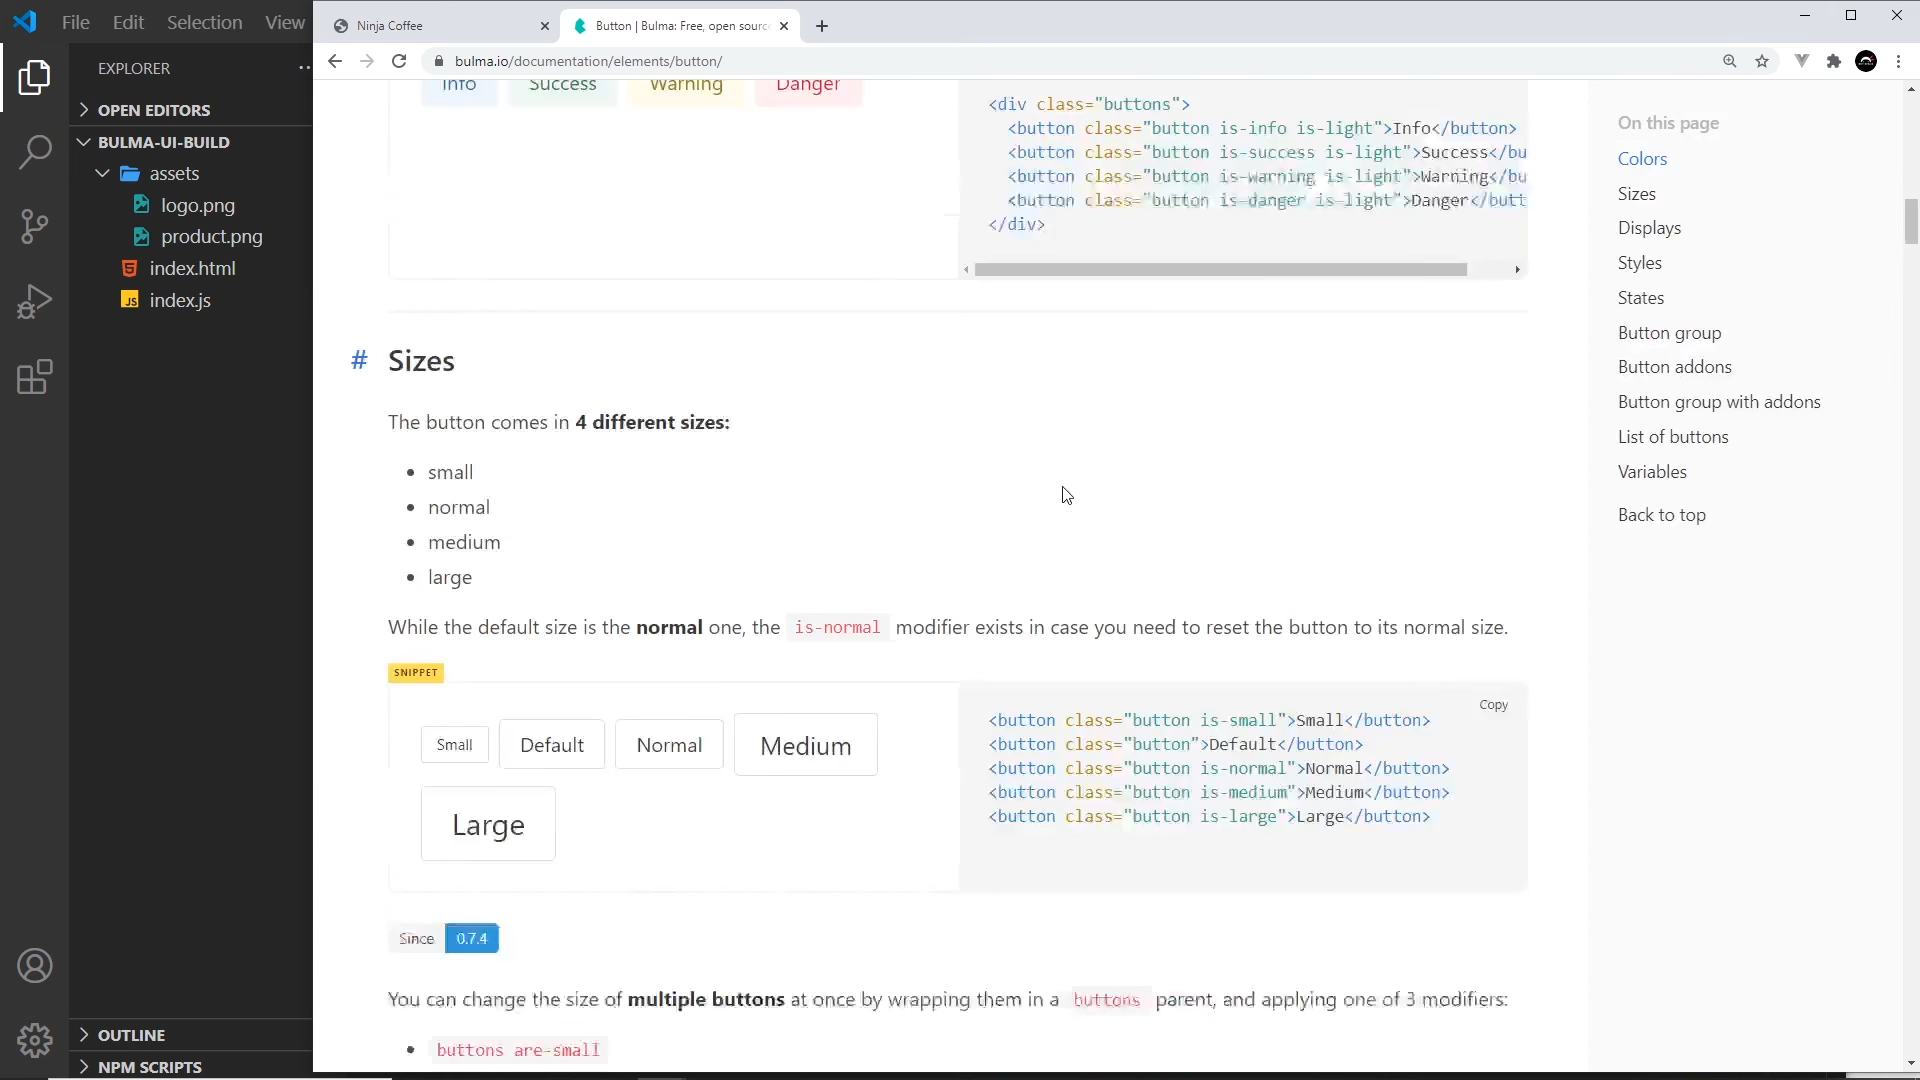 File Edit Selection View
Ninja Coffee
Button | Bulma: Free, open sourc
bulma.io/documentation/elements/button/
EXPLORER
OPEN EDITORS
BULMA-UI-BUILD
assets
logo.png
product.png
index.html
JS index.js
OUTLINE
NPM SCRIPTS
Info Success Warning Danger
<div class="buttons">
<button class="button is-info is-light">Info</button>
<button class="button is-success is-light">Success</bu
<button class="button is-warning is-light">Warning</bu
<button class="button is-danger is-light">Danger</butt
</div>
# Sizes
The button comes in 4 different sizes:
• small
• normal
• medium
• large
While the default size is the normal one, the is-normal modifier exists in case you need to reset the button to its normal size.
SNIPPET
Small Default Normal Medium
Large
Copy
<button class="button is-small">Small</button>
<button class="button">Default</button>
<button class="button is-normal">Normal</button>
<button class="button is-medium">Medium</button>
<button class="button is-large">Large</button>
Since 0.7.4
You can change the size of multiple buttons at once by wrapping them in a buttons parent, and applying one of 3 modifiers:
• buttons are-small
On this page
Colors
Sizes
Displays
Styles
States
Button group
Button addons
Button group with addons
List of buttons
Variables
Back to top